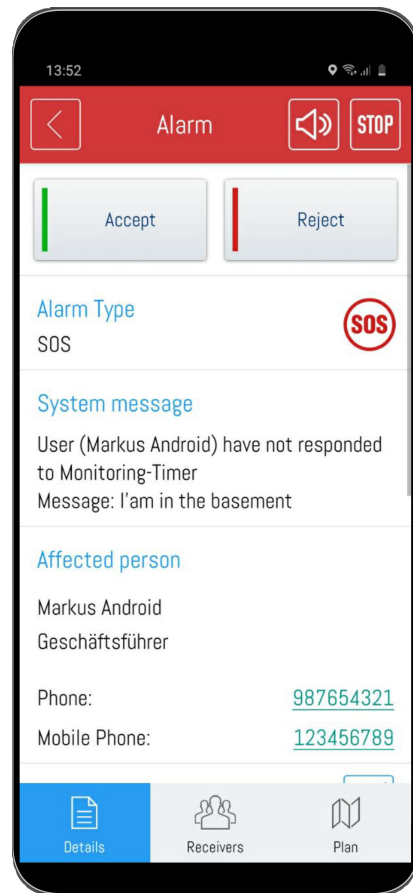 13:52
Alarm
STOP
Accept
Reject
Alarm Type
SOS
SOS
System message
User (Markus Android) have not responded
to Monitoring-Timer
Message: I'am in the basement
Affected person
Markus Android
Geschäftsführer
Phone: 987654321
Mobile Phone: 123456789
Details
Receivers
Plan